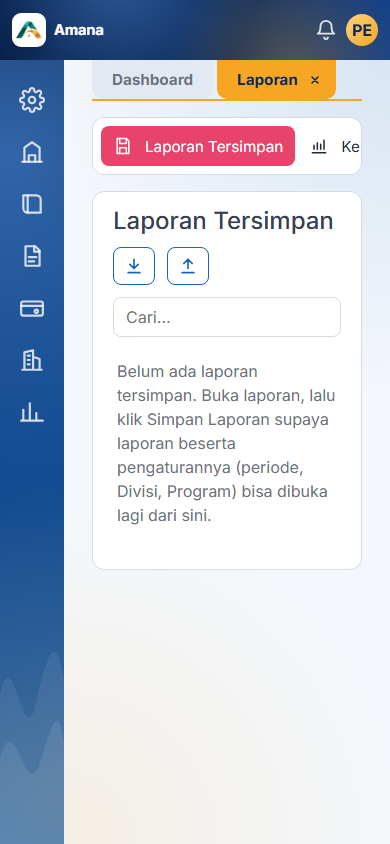 Amana
PE
Dashboard
Laporan
Laporan Tersimpan
Ke
Laporan Tersimpan
Cari...
Belum ada laporan
tersimpan. Buka laporan, lalu
klik Simpan Laporan supaya
laporan beserta
pengaturannya (periode,
Divisi, Program) bisa dibuka
lagi dari sini.